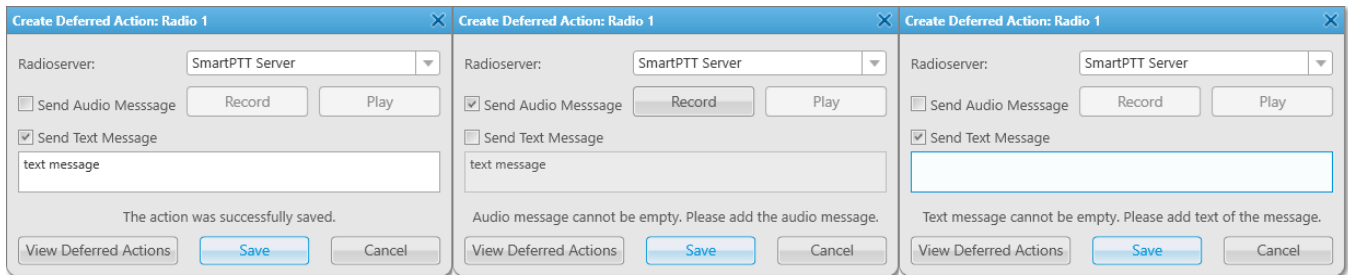 Create Deferred Action: Radio 1
Radioserver: SmartPTT Server
Send Audio Messsage Record Play
Send Text Message
text message
The action was successfully saved.
View Deferred Actions Save Cancel
Create Deferred Action: Radio 1
Radioserver: SmartPTT Server
Send Audio Messsage Record Play
Send Text Message
text message
Audio message cannot be empty. Please add the audio message.
View Deferred Actions Save Cancel
Create Deferred Action: Radio 1
Radioserver: SmartPTT Server
Send Audio Messsage Record Play
Send Text Message
Text message cannot be empty. Please add text of the message.
View Deferred Actions Save Cancel